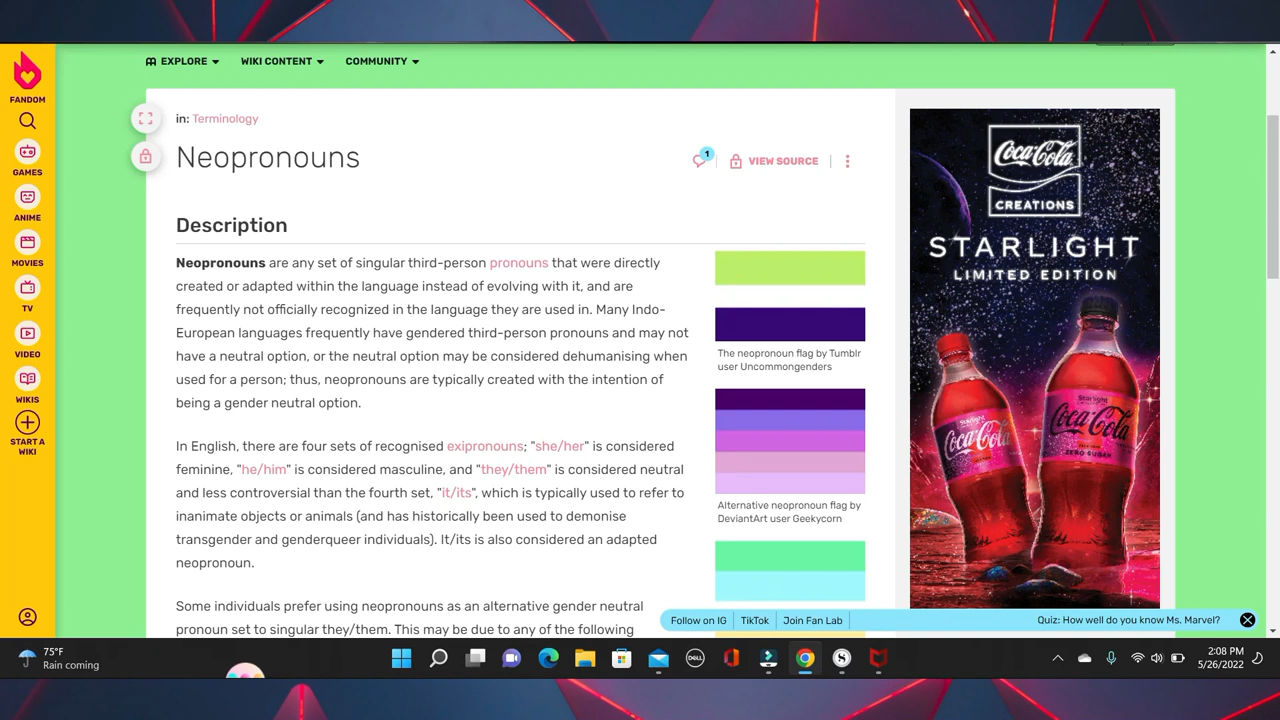 EXPLORE
WIKI CONTENT
COMMUNITY
FANDOM
GAMES
ANIME
MOVIES
TV
VIDEO
WIKIS
START A
WIKI
in: Terminology
Neopronouns
1
VIEW SOURCE
Description
Neopronouns are any set of singular third-person pronouns that were directly
created or adapted within the language instead of evolving with it, and are
frequently not officially recognized in the language they are used in. Many Indo-
European languages frequently have gendered third-person pronouns and may not
have a neutral option, or the neutral option may be considered dehumanising when
used for a person; thus, neopronouns are typically created with the intention of
being a gender neutral option.
In English, there are four sets of recognised exipronouns; "she/her" is considered
feminine, "he/him" is considered masculine, and "they/them" is considered neutral
and less controversial than the fourth set, "it/its", which is typically used to refer to
inanimate objects or animals (and has historically been used to demonise
transgender and genderqueer individuals). It/its is also considered an adapted
neopronoun.
Some individuals prefer using neopronouns as an alternative gender neutral
pronoun set to singular they/them. This may be due to any of the following
The neopronoun flag by Tumblr
user Uncommongenders
Alternative neopronoun flag by
DeviantArt user Geekycorn
Coca-Cola
CREATIONS
STARLIGHT
LIMITED EDITION
Starlight
Coca-Cola
Starlight
Coca-Cola
ZERO SUGAR
Follow on IG
TikTok
Join Fan Lab
Quiz: How well do you know Ms. Marvel?
75°F
Rain coming
DELL
S
2:08 PM
5/26/2022